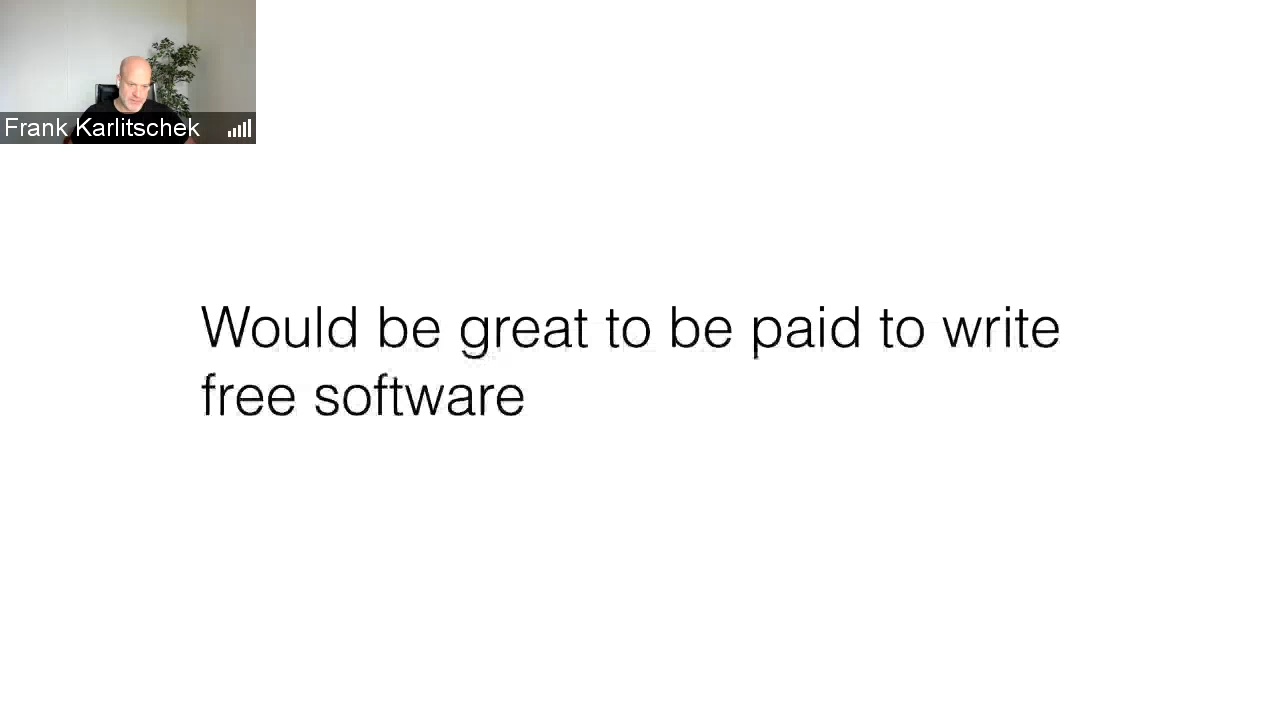 Frank Karlitschek
Would be great to be paid to write
free software